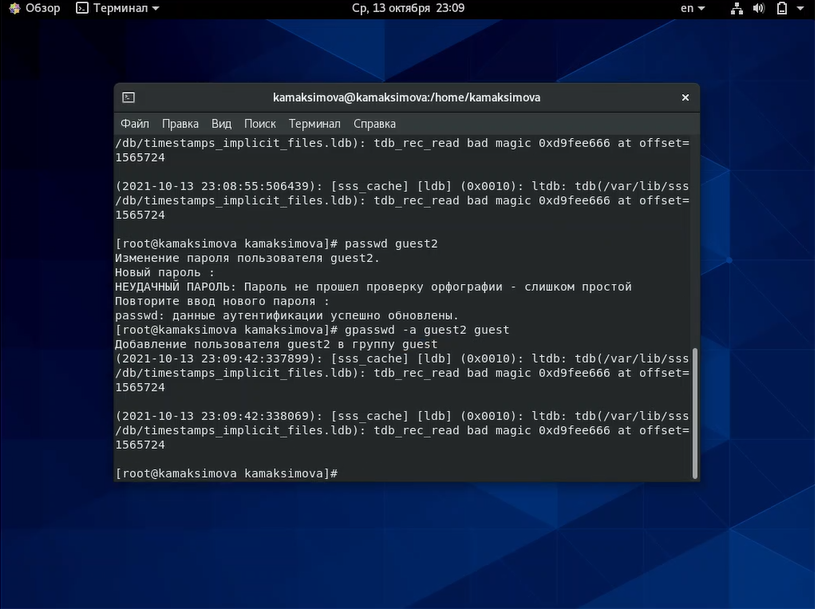 Обзор Терминал Ср, 13 октября 23:09 en
kamaksimova@kamaksimova:/home/kamaksimova
Файл Правка Вид Поиск Терминал Справка
/db/timestamps_implicit_files.ldb): tdb_rec_read bad magic 0xd9fee666 at offset=
1565724
(2021-10-13 23:08:55:506439): [sss_cache] [ldb] (0x0010): ltdb: tdb(/var/lib/sss
/db/timestamps_implicit_files.ldb): tdb_rec_read bad magic 0xd9fee666 at offset=
1565724
[root@kamaksimova kamaksimova]# passwd guest2
Изменение пароля пользователя guest2.
Новый пароль :
НЕУДАЧНЫЙ ПАРОЛЬ: Пароль не прошел проверку орфографии - слишком простой
Повторите ввод нового пароля :
passwd: данные аутентификации успешно обновлены.
[root@kamaksimova kamaksimova]# gpasswd -a guest2 guest
Добавление пользователя guest2 в группу guest
(2021-10-13 23:09:42:337899): [sss_cache] [ldb] (0x0010): ltdb: tdb(/var/lib/sss
/db/timestamps_implicit_files.ldb): tdb_rec_read bad magic 0xd9fee666 at offset=
1565724
(2021-10-13 23:09:42:338069): [sss_cache] [ldb] (0x0010): ltdb: tdb(/var/lib/sss
/db/timestamps_implicit_files.ldb): tdb_rec_read bad magic 0xd9fee666 at offset=
1565724
[root@kamaksimova kamaksimova]#